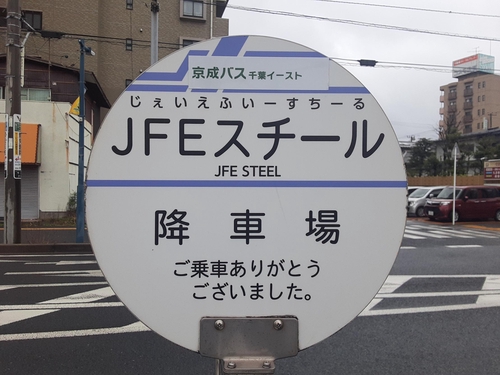 京成バス千葉イースト
じぇいえふいーすちーる
JFEスチール
JFE STEEL
降車場
ご乗車ありがとう
ございました。